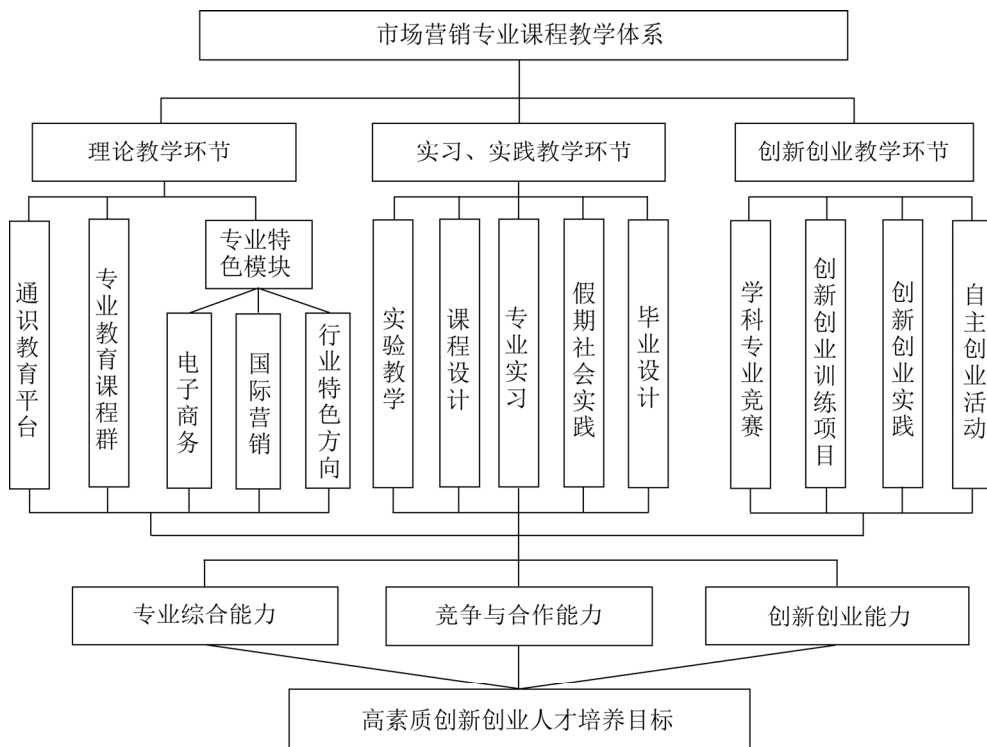 市场营销专业课程教学体系
理论教学环节
实习、实践教学环节
创新创业教学环节
通识教育平台
专业教育课程群
专业特
色模块
电子商务
国际营销
行业特色方向
实验教学
课程设计
专业实习
假期社会实践
毕业设计
学科专业竞赛
创新创业训练项目
创新创业实践
自主创业活动
专业综合能力
竞争与合作能力
创新创业能力
高素质创新创业人才培养目标